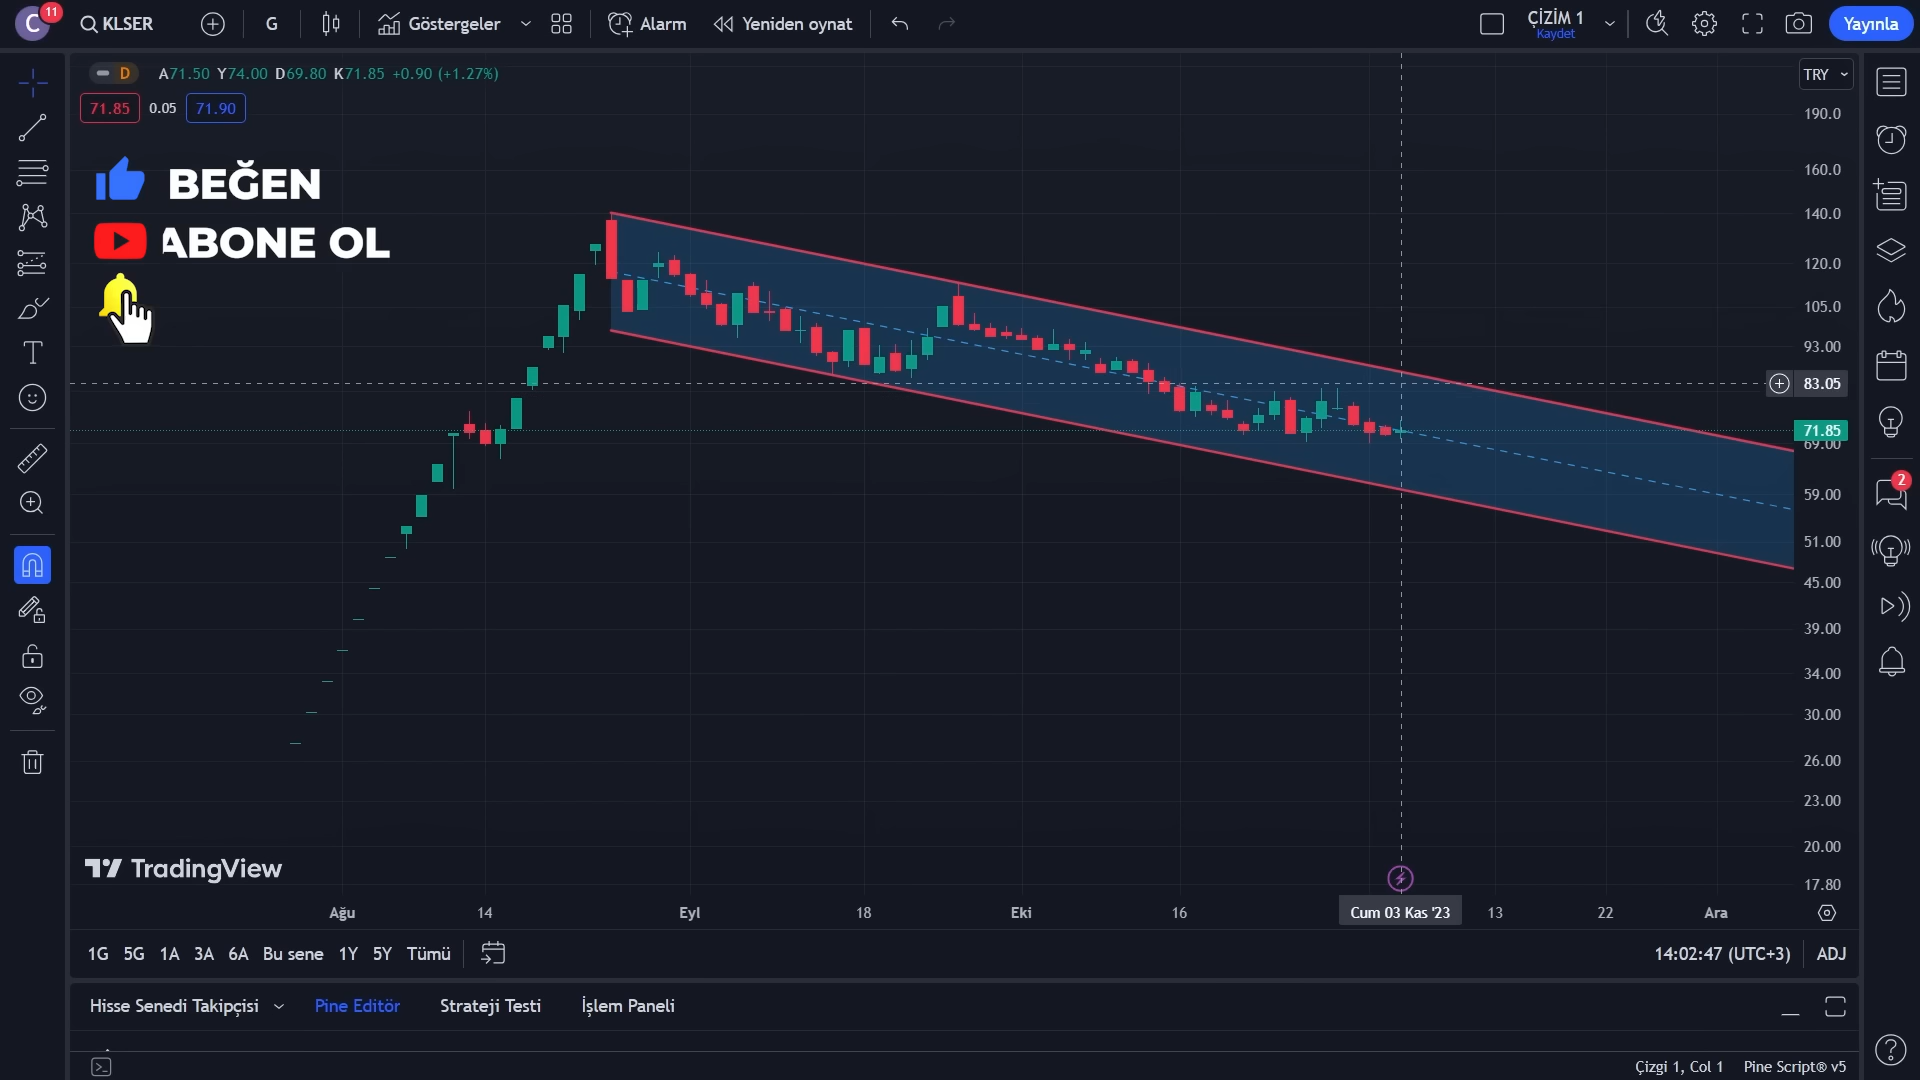 C 11 KLSER G Göstergeler Alarm Yeniden oynat ÇİZİM 1 Kaydet Yayınla
D A71.50 Y74.00 D69.80 K71.85 +0.90 (+1.27%) TRY
71.85 0.05 71.90
190.0
160.0
BEĞEN
140.0
ABONE OL
120.0
105.0
93.00
83.05
71.85
69.00
2
59.00
51.00
45.00
39.00
34.00
30.00
26.00
23.00
20.00
TradingView
17.80
Ağu 14 Eyl 18 Eki 16 Cum 03 Kas '23 13 22 Ara
1G 5G 1A 3A 6A Bu sene 1Y 5Y Tümü 14:02:47 (UTC+3) ADJ
Hisse Senedi Takipçisi Pine Editör Strateji Testi İşlem Paneli
Çizgi 1, Col 1 Pine Script® v5